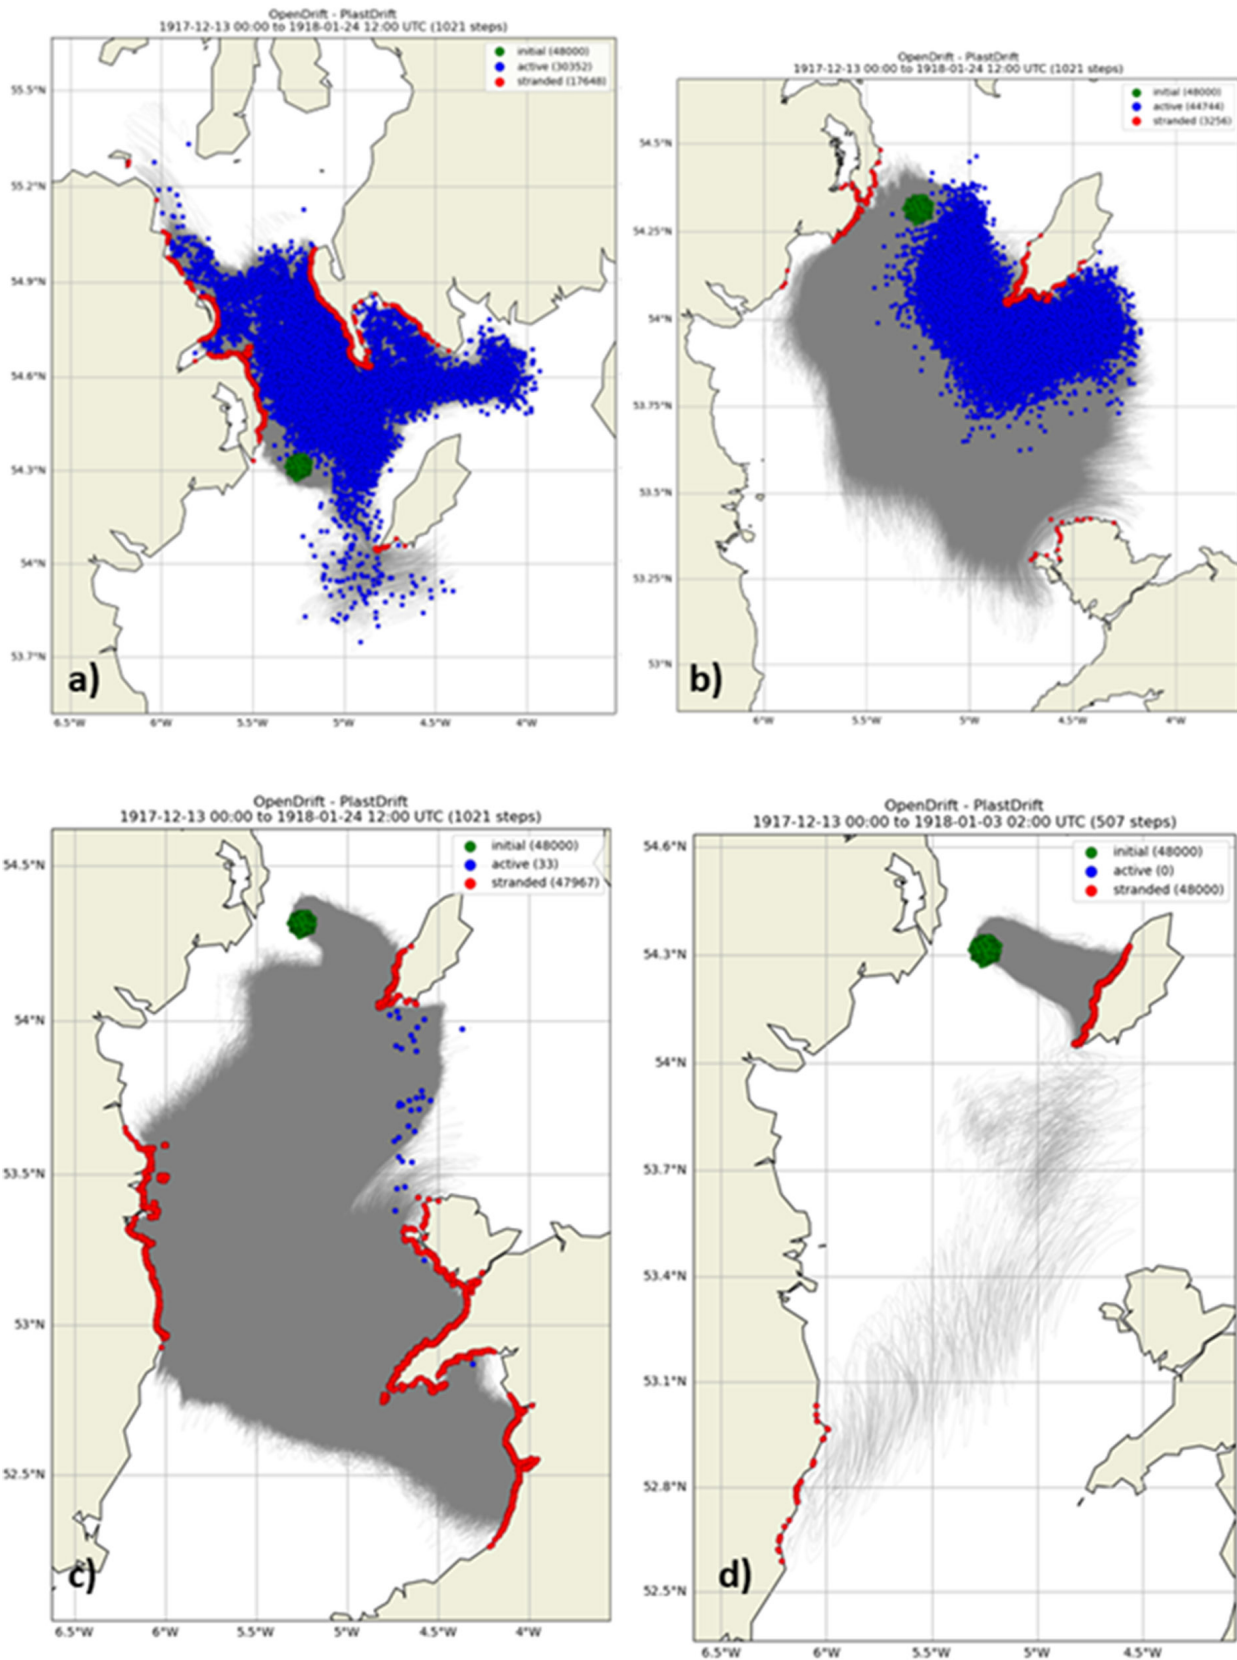 OpenDrift - PlastDrift
1917-12-13 00:00 to 1918-01-24 12:00 UTC (1021 steps)
initial (48000)
active (30352)
stranded (17648)
55.5°N
55.2°N
54.9°N
54.6°N
54.3°N
54°N
53.7°N
a)
6.5°W 6°W 5.5°W 5°W 4.5°W 4°W
OpenDrift - PlastDrift
1917-12-13 00:00 to 1918-01-24 12:00 UTC (1021 steps)
initial (48000)
active (44744)
stranded (3256)
54.5°N
54.25°N
54°N
53.75°N
53.5°N
53.25°N
53°N
b)
6°W 5.5°W 5°W 4.5°W 4°W
OpenDrift - PlastDrift
1917-12-13 00:00 to 1918-01-24 12:00 UTC (1021 steps)
initial (48000)
active (33)
stranded (47967)
54.5°N
54°N
53.5°N
53°N
52.5°N
c)
6.5°W 6°W 5.5°W 5°W 4.5°W 4°W
OpenDrift - PlastDrift
1917-12-13 00:00 to 1918-01-03 02:00 UTC (507 steps)
initial (48000)
active (0)
stranded (48000)
54.6°N
54.3°N
54°N
53.7°N
53.4°N
53.1°N
52.8°N
52.5°N
d)
6.5°W 6°W 5.5°W 5°W 4.5°W